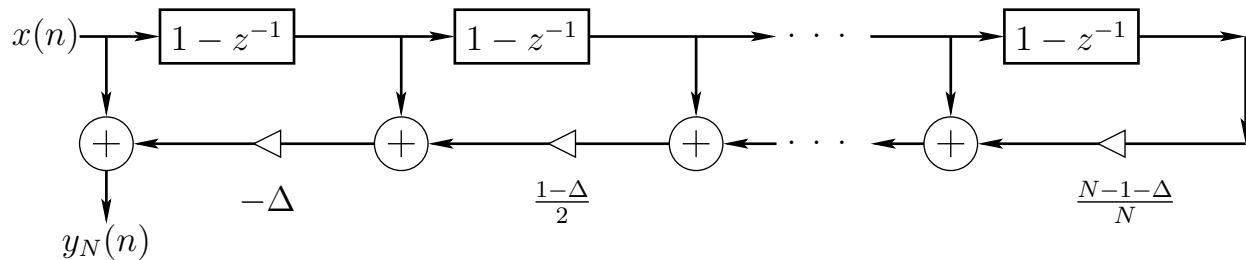 x(n) 1 − z⁻¹ 1 − z⁻¹ · · · 1 − z⁻¹
+ + + · · · +
−Δ (1−Δ)/2 (N−1−Δ)/N
y_N(n)